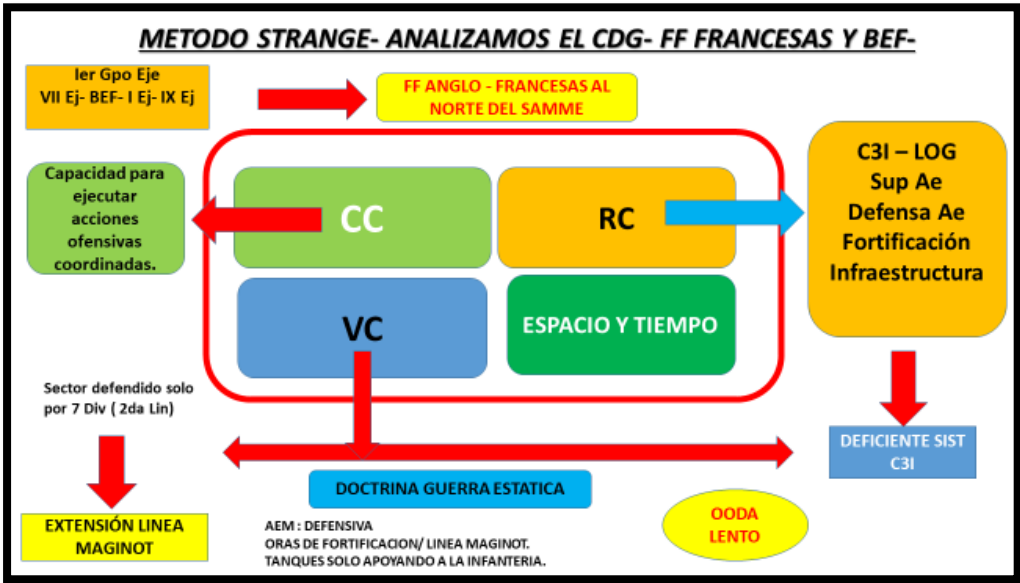 METODO STRANGE- ANALIZAMOS EL CDG- FF FRANCESAS Y BEF-
Ier Gpo Eje
VII Ej- BEF- I Ej- IX Ej
FF ANGLO - FRANCESAS AL
NORTE DEL SAMME
Capacidad para
ejecutar
acciones
ofensivas
coordinadas.
CC
RC
C3I – LOG
Sup Ae
Defensa Ae
Fortificación
Infraestructura
VC
ESPACIO Y TIEMPO
Sector defendido solo
por 7 Div ( 2da Lin)
DEFICIENTE SIST
C3I
DOCTRINA GUERRA ESTATICA
EXTENSIÓN LINEA
MAGINOT
AEM : DEFENSIVA
ORAS DE FORTIFICACION/ LINEA MAGINOT.
TANQUES SOLO APOYANDO A LA INFANTERIA.
OODA
LENTO